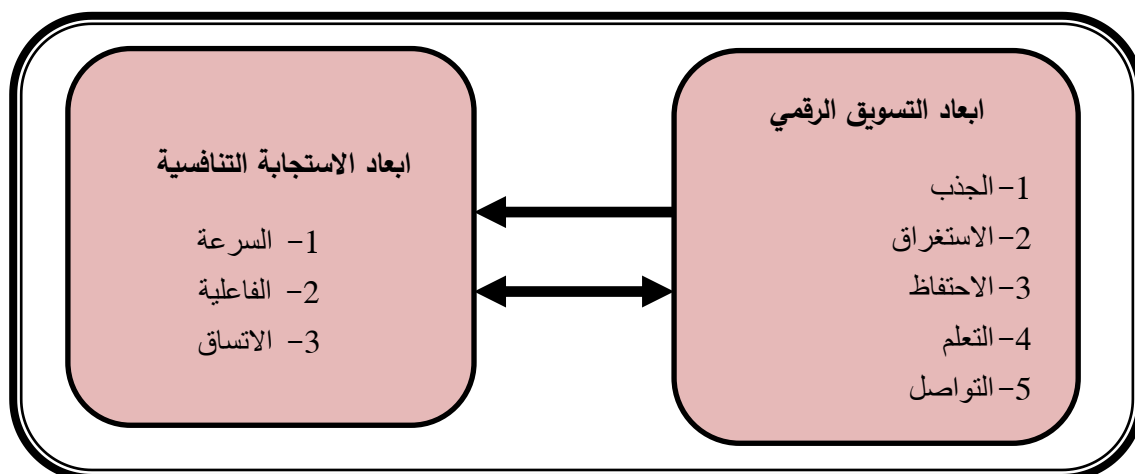 ابعاد التسويق الرقمي
1- الجذب
2- الاستغراق
3- الاحتفاظ
4- التعلم
5- التواصل
ابعاد الاستجابة التنافسية
1- السرعة
2- الفاعلية
3- الاتساق